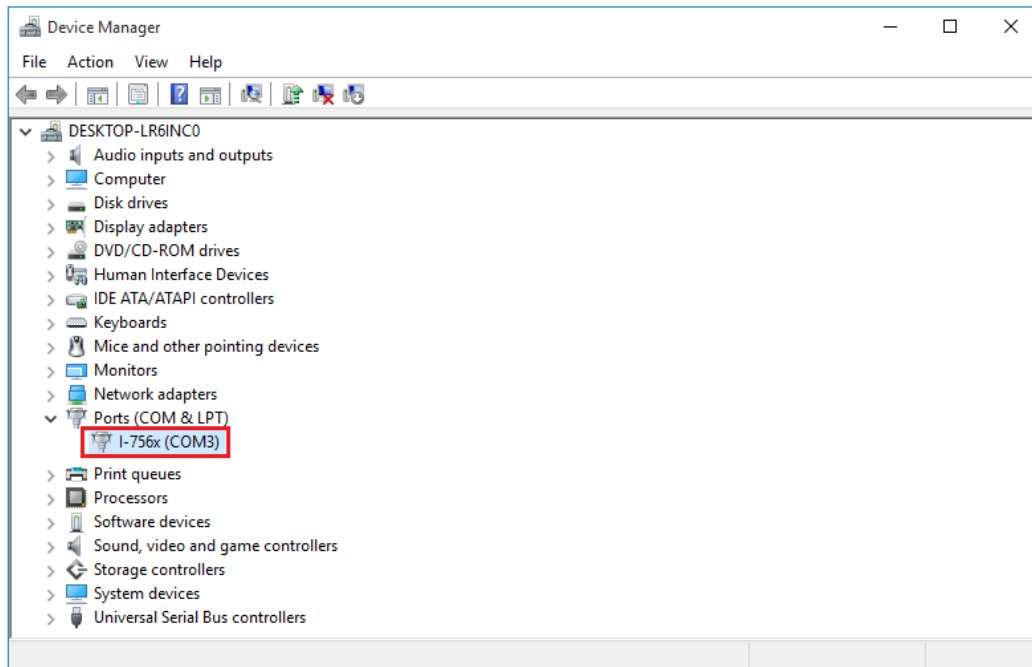 Device Manager
File Action View Help
DESKTOP-LR6INC0
Audio inputs and outputs
Computer
Disk drives
Display adapters
DVD/CD-ROM drives
Human Interface Devices
IDE ATA/ATAPI controllers
Keyboards
Mice and other pointing devices
Monitors
Network adapters
Ports (COM & LPT)
I-756x (COM3)
Print queues
Processors
Software devices
Sound, video and game controllers
Storage controllers
System devices
Universal Serial Bus controllers